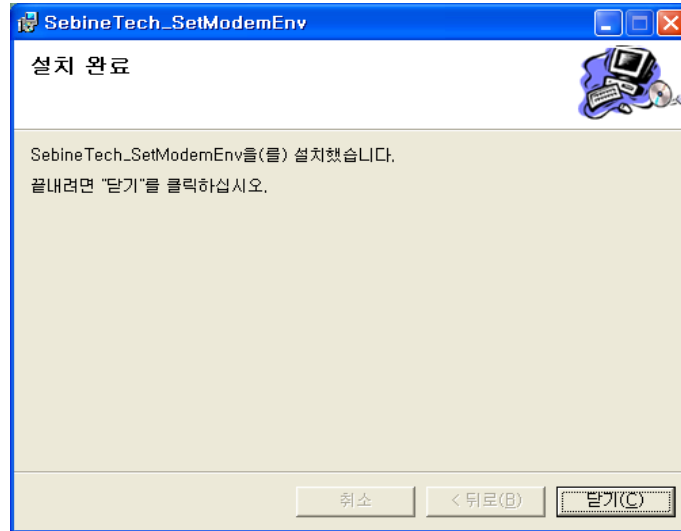 SebineTech_SetModemEnv
설치 완료
SebineTech_SetModemEnv을(를) 설치했습니다.
끝내려면 "닫기"를 클릭하십시오.
취소
< 뒤로(B)
닫기(C)